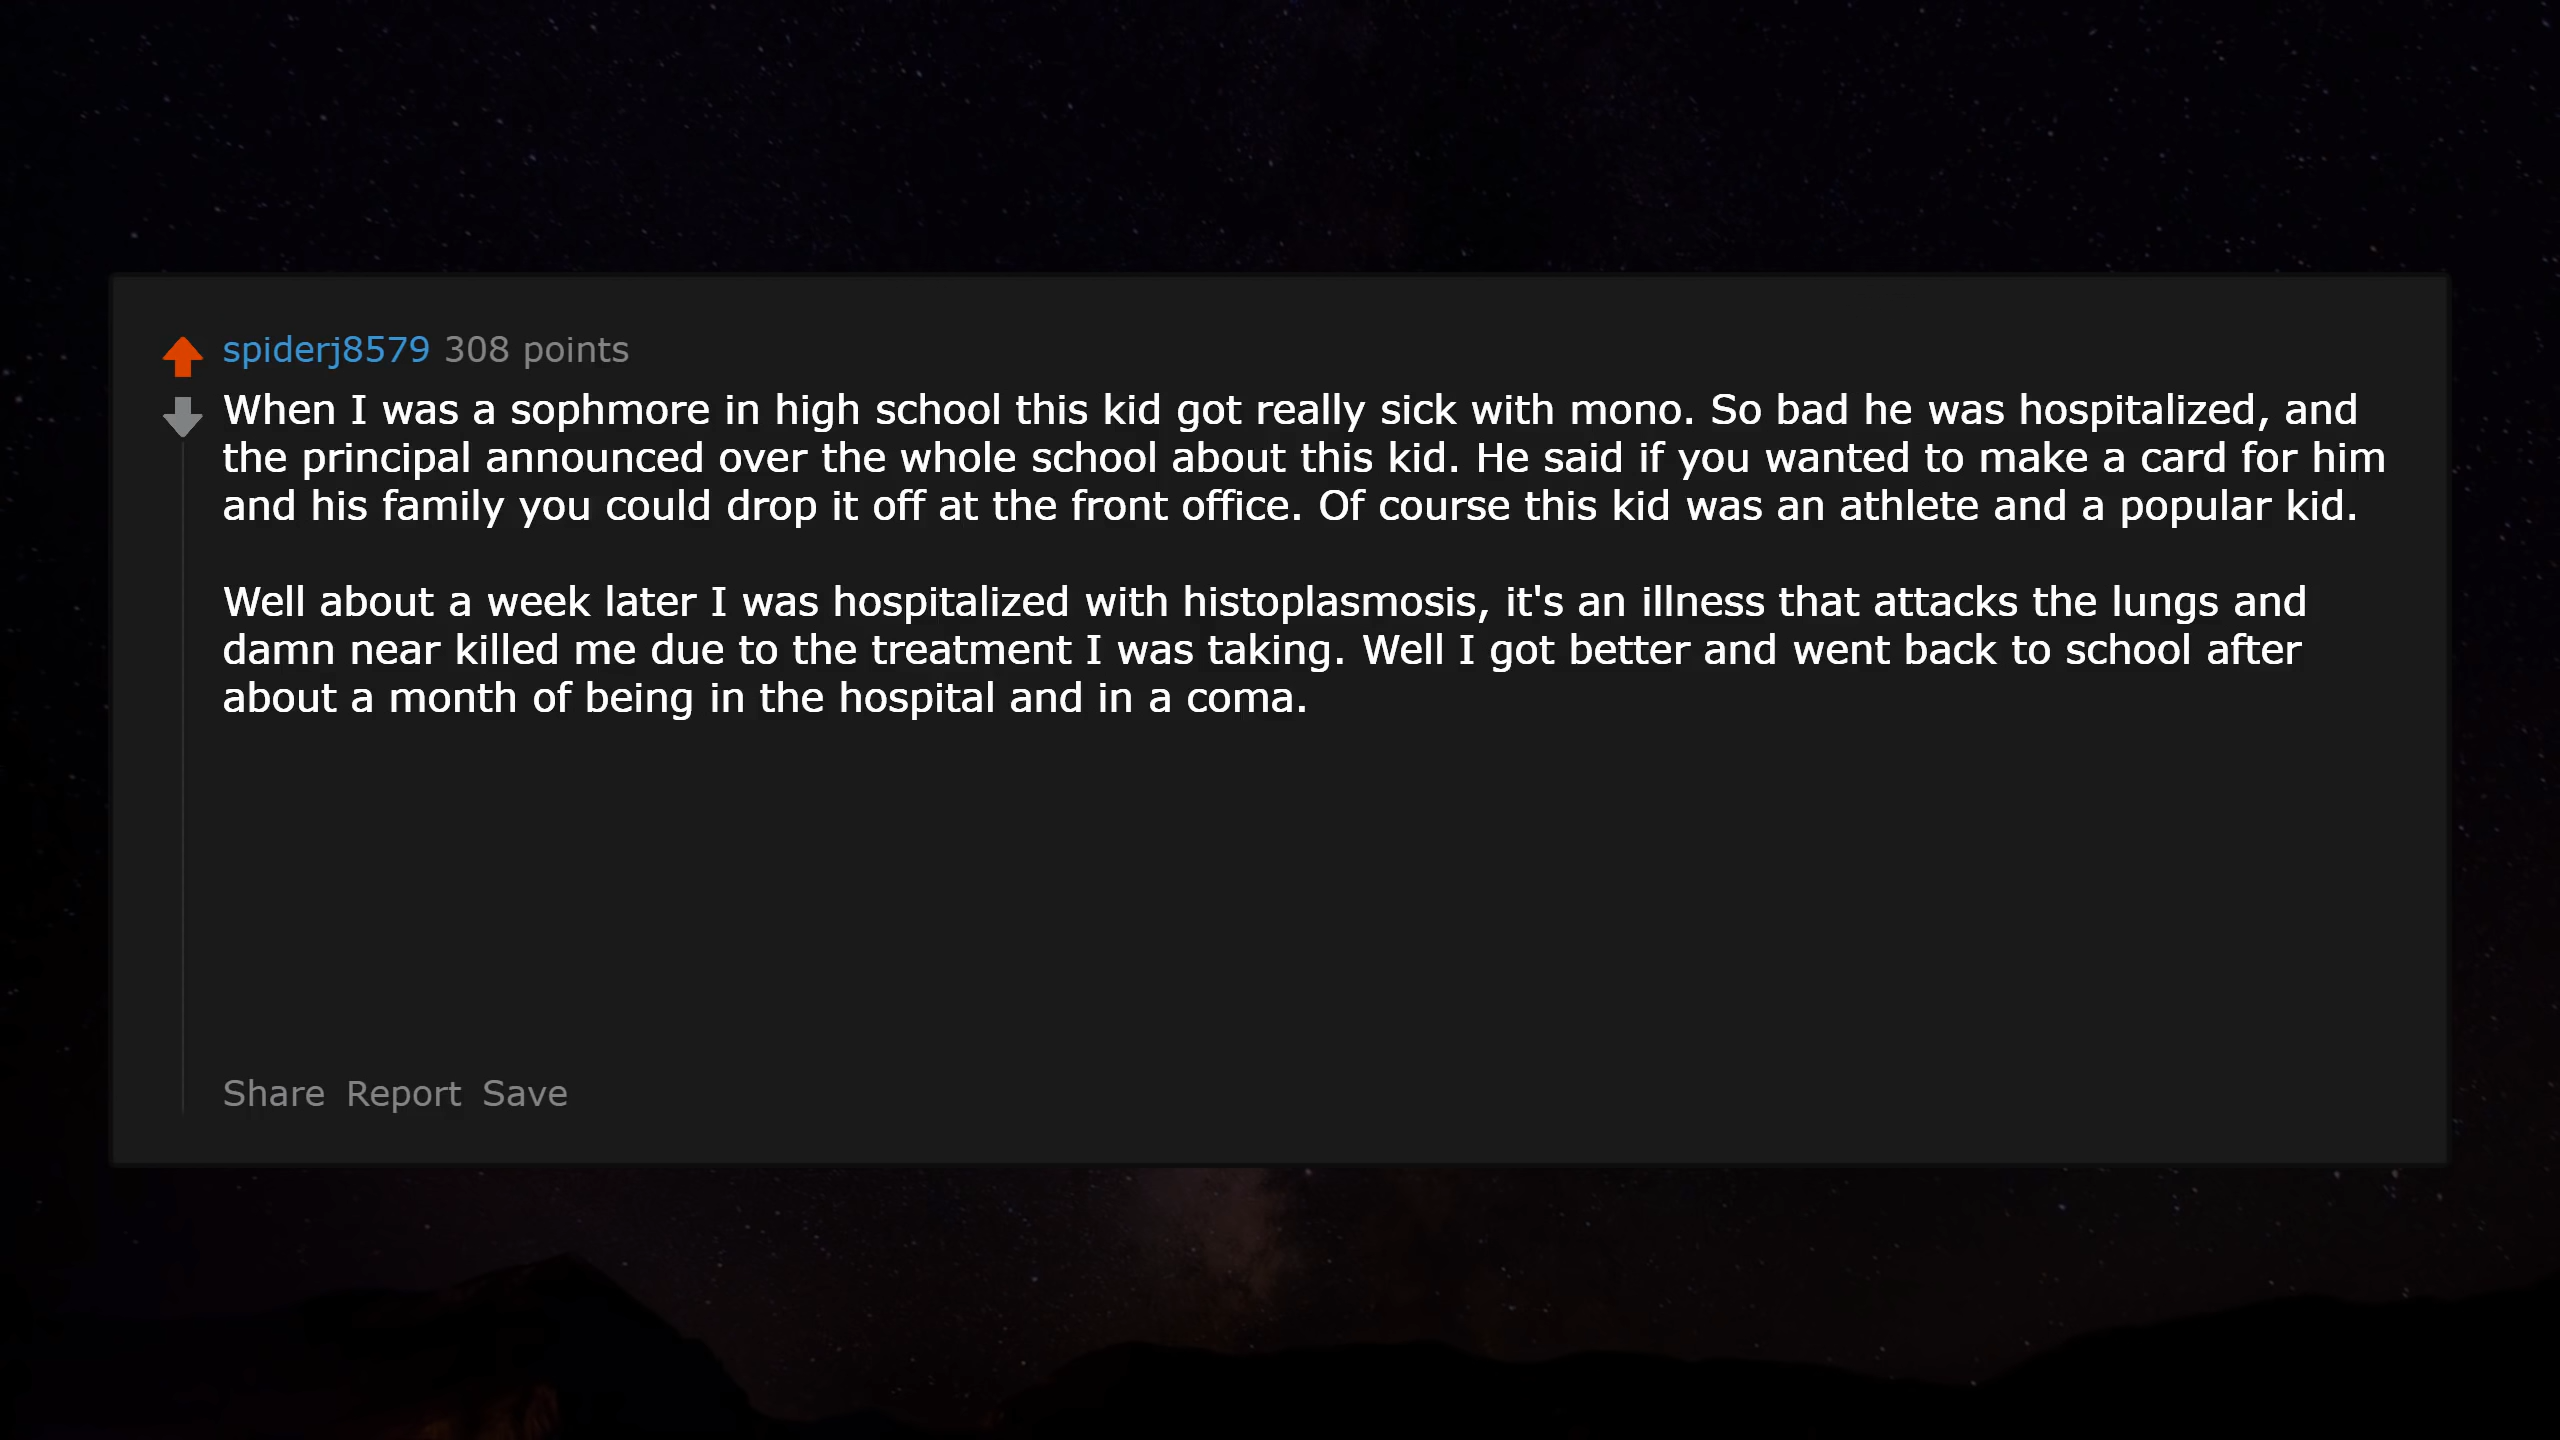 spiderj8579 308 points
When I was a sophmore in high school this kid got really sick with mono. So bad he was hospitalized, and
the principal announced over the whole school about this kid. He said if you wanted to make a card for him
and his family you could drop it off at the front office. Of course this kid was an athlete and a popular kid.
Well about a week later I was hospitalized with histoplasmosis, it's an illness that attacks the lungs and
damn near killed me due to the treatment I was taking. Well I got better and went back to school after
about a month of being in the hospital and in a coma.
Share Report Save